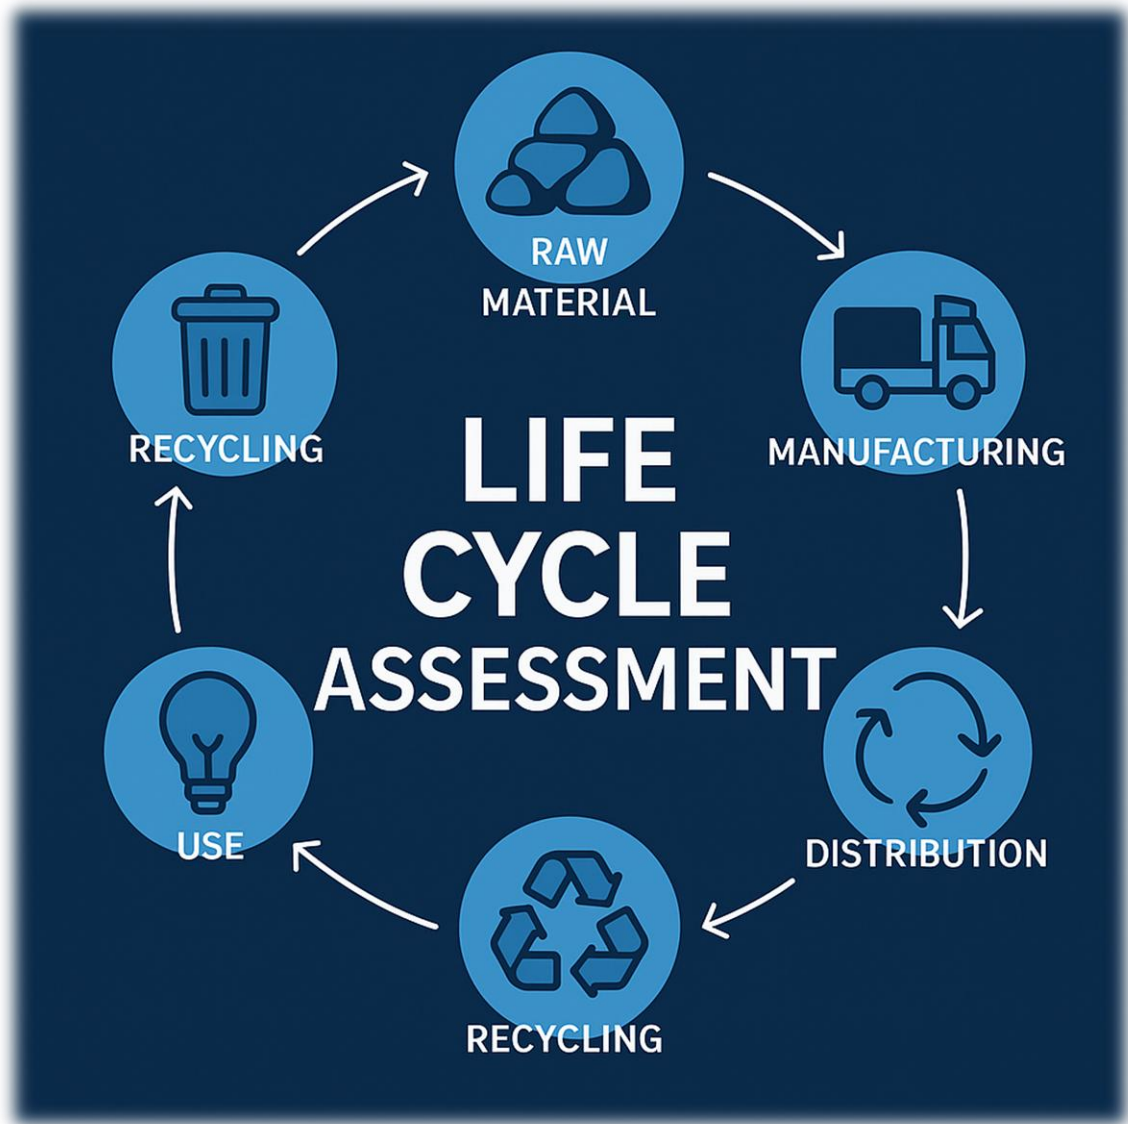 RAW
MATERIAL
MANUFACTURING
DISTRIBUTION
RECYCLING
USE
RECYCLING
LIFE
CYCLE
ASSESSMENT